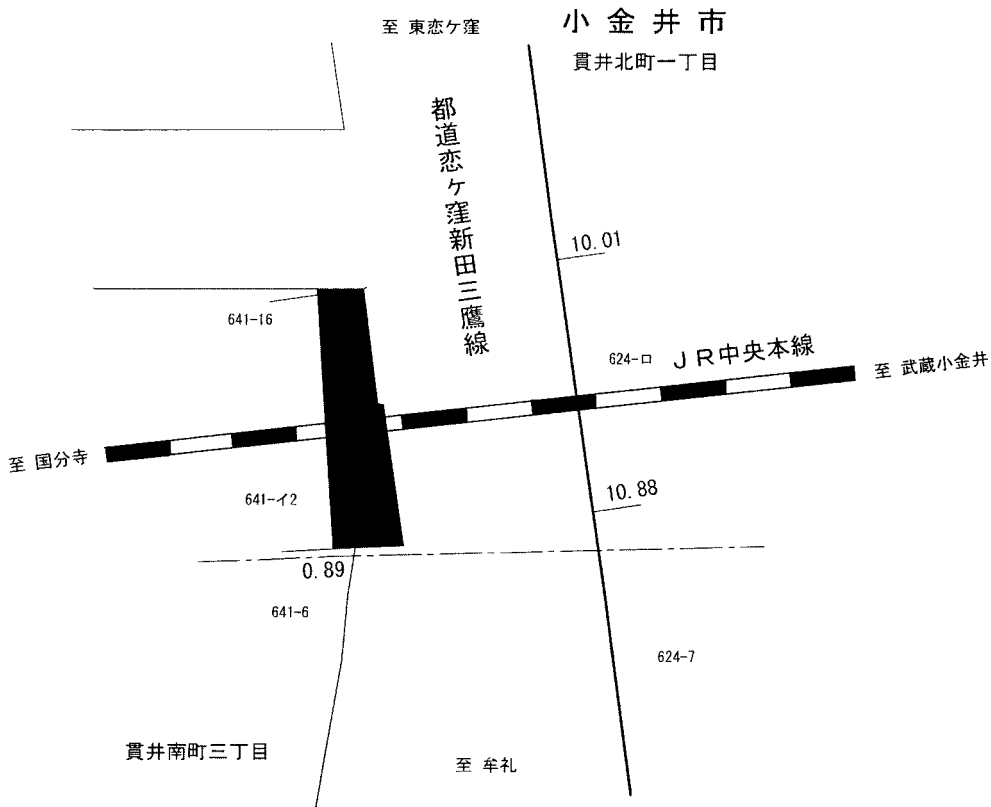 至 東恋ケ窪
小金井市
貫井北町一丁目
都道恋ヶ窪新田三鷹線
10.01
641-16
624-ロ
JR中央本線
至 武蔵小金井
至 国分寺
641-イ2
10.88
0.89
641-6
624-7
貫井南町三丁目
至 牟礼